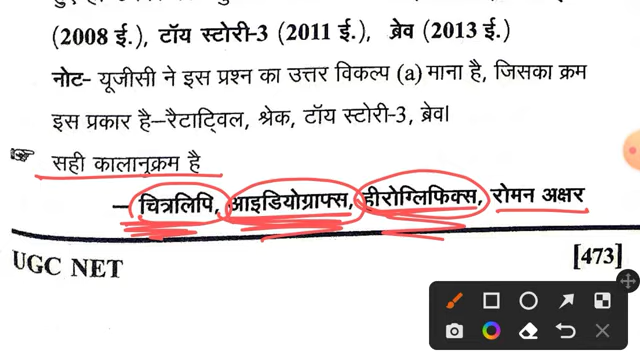 (2008 ई.), टॉय स्टोरी-3 (2011 ई.), ब्रेव (2013 ई.)
नोट- यूजीसी ने इस प्रश्न का उत्तर विकल्प (a) माना है, जिसका क्रम
इस प्रकार है–रैटाट्विल, श्रेक, टॉय स्टोरी-3, ब्रेव।
सही कालानुक्रम है
– चित्रलिपि, आइडियोग्राफ्स, हीरोग्लिफिक्स, रोमन अक्षर
UGC NET [473]